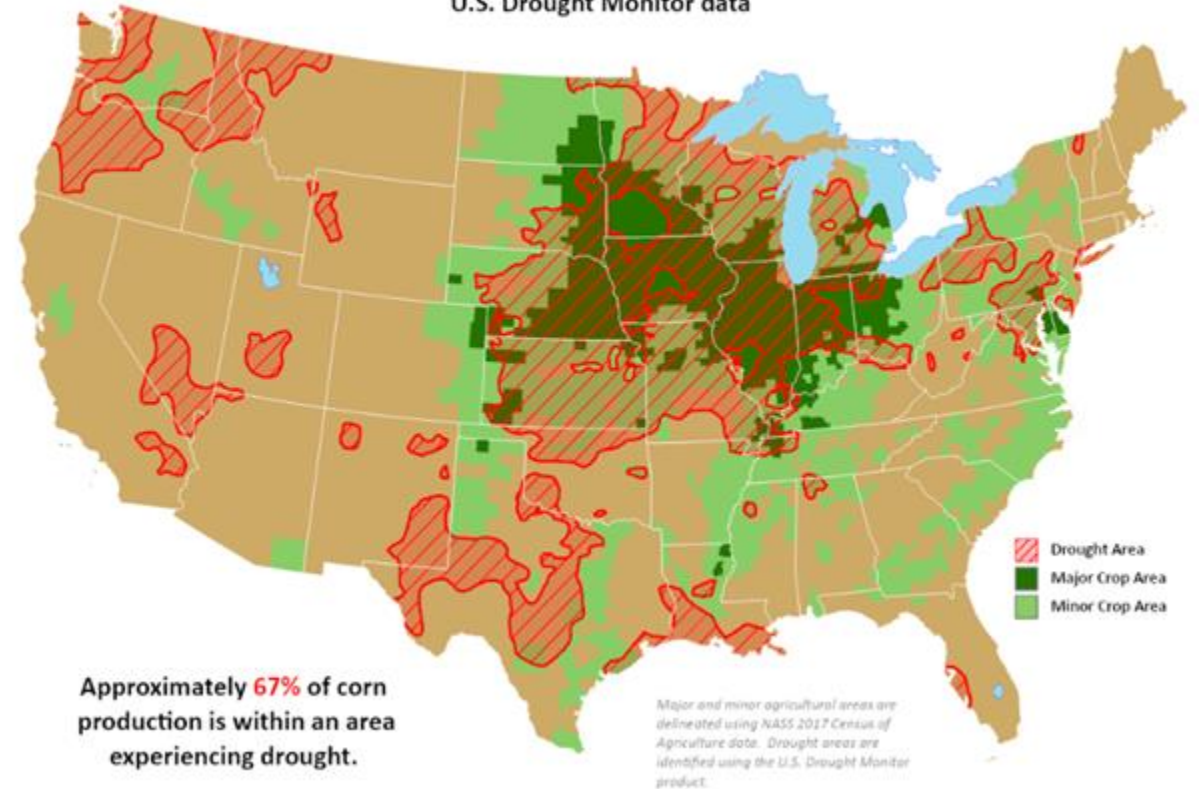 U.S. Drought Monitor data
Drought Area
Major Crop Area
Minor Crop Area
Approximately 67% of corn
production is within an area
experiencing drought.
Major and minor agricultural areas are
delineated using NASS 2017 Census of
Agriculture data. Drought areas are
identified using the U.S. Drought Monitor
product.